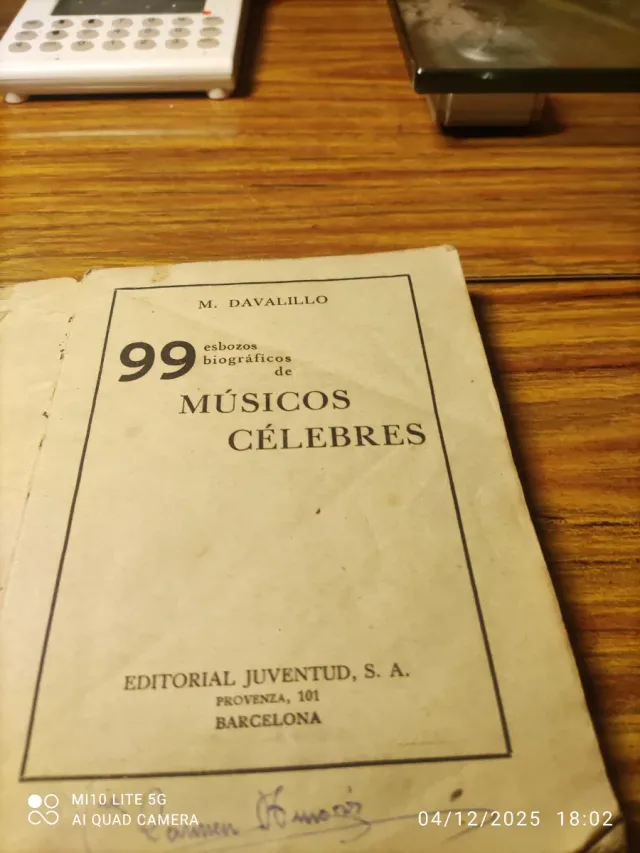 M. DAVALILLO
99 esbozos
biográficos
de
MÚSICOS
CÉLEBRES
EDITORIAL JUVENTUD, S. A.
PROVENZA, 101
BARCELONA
Carmen
MI10 LITE 5G
AI QUAD CAMERA
04/12/2025 18:02